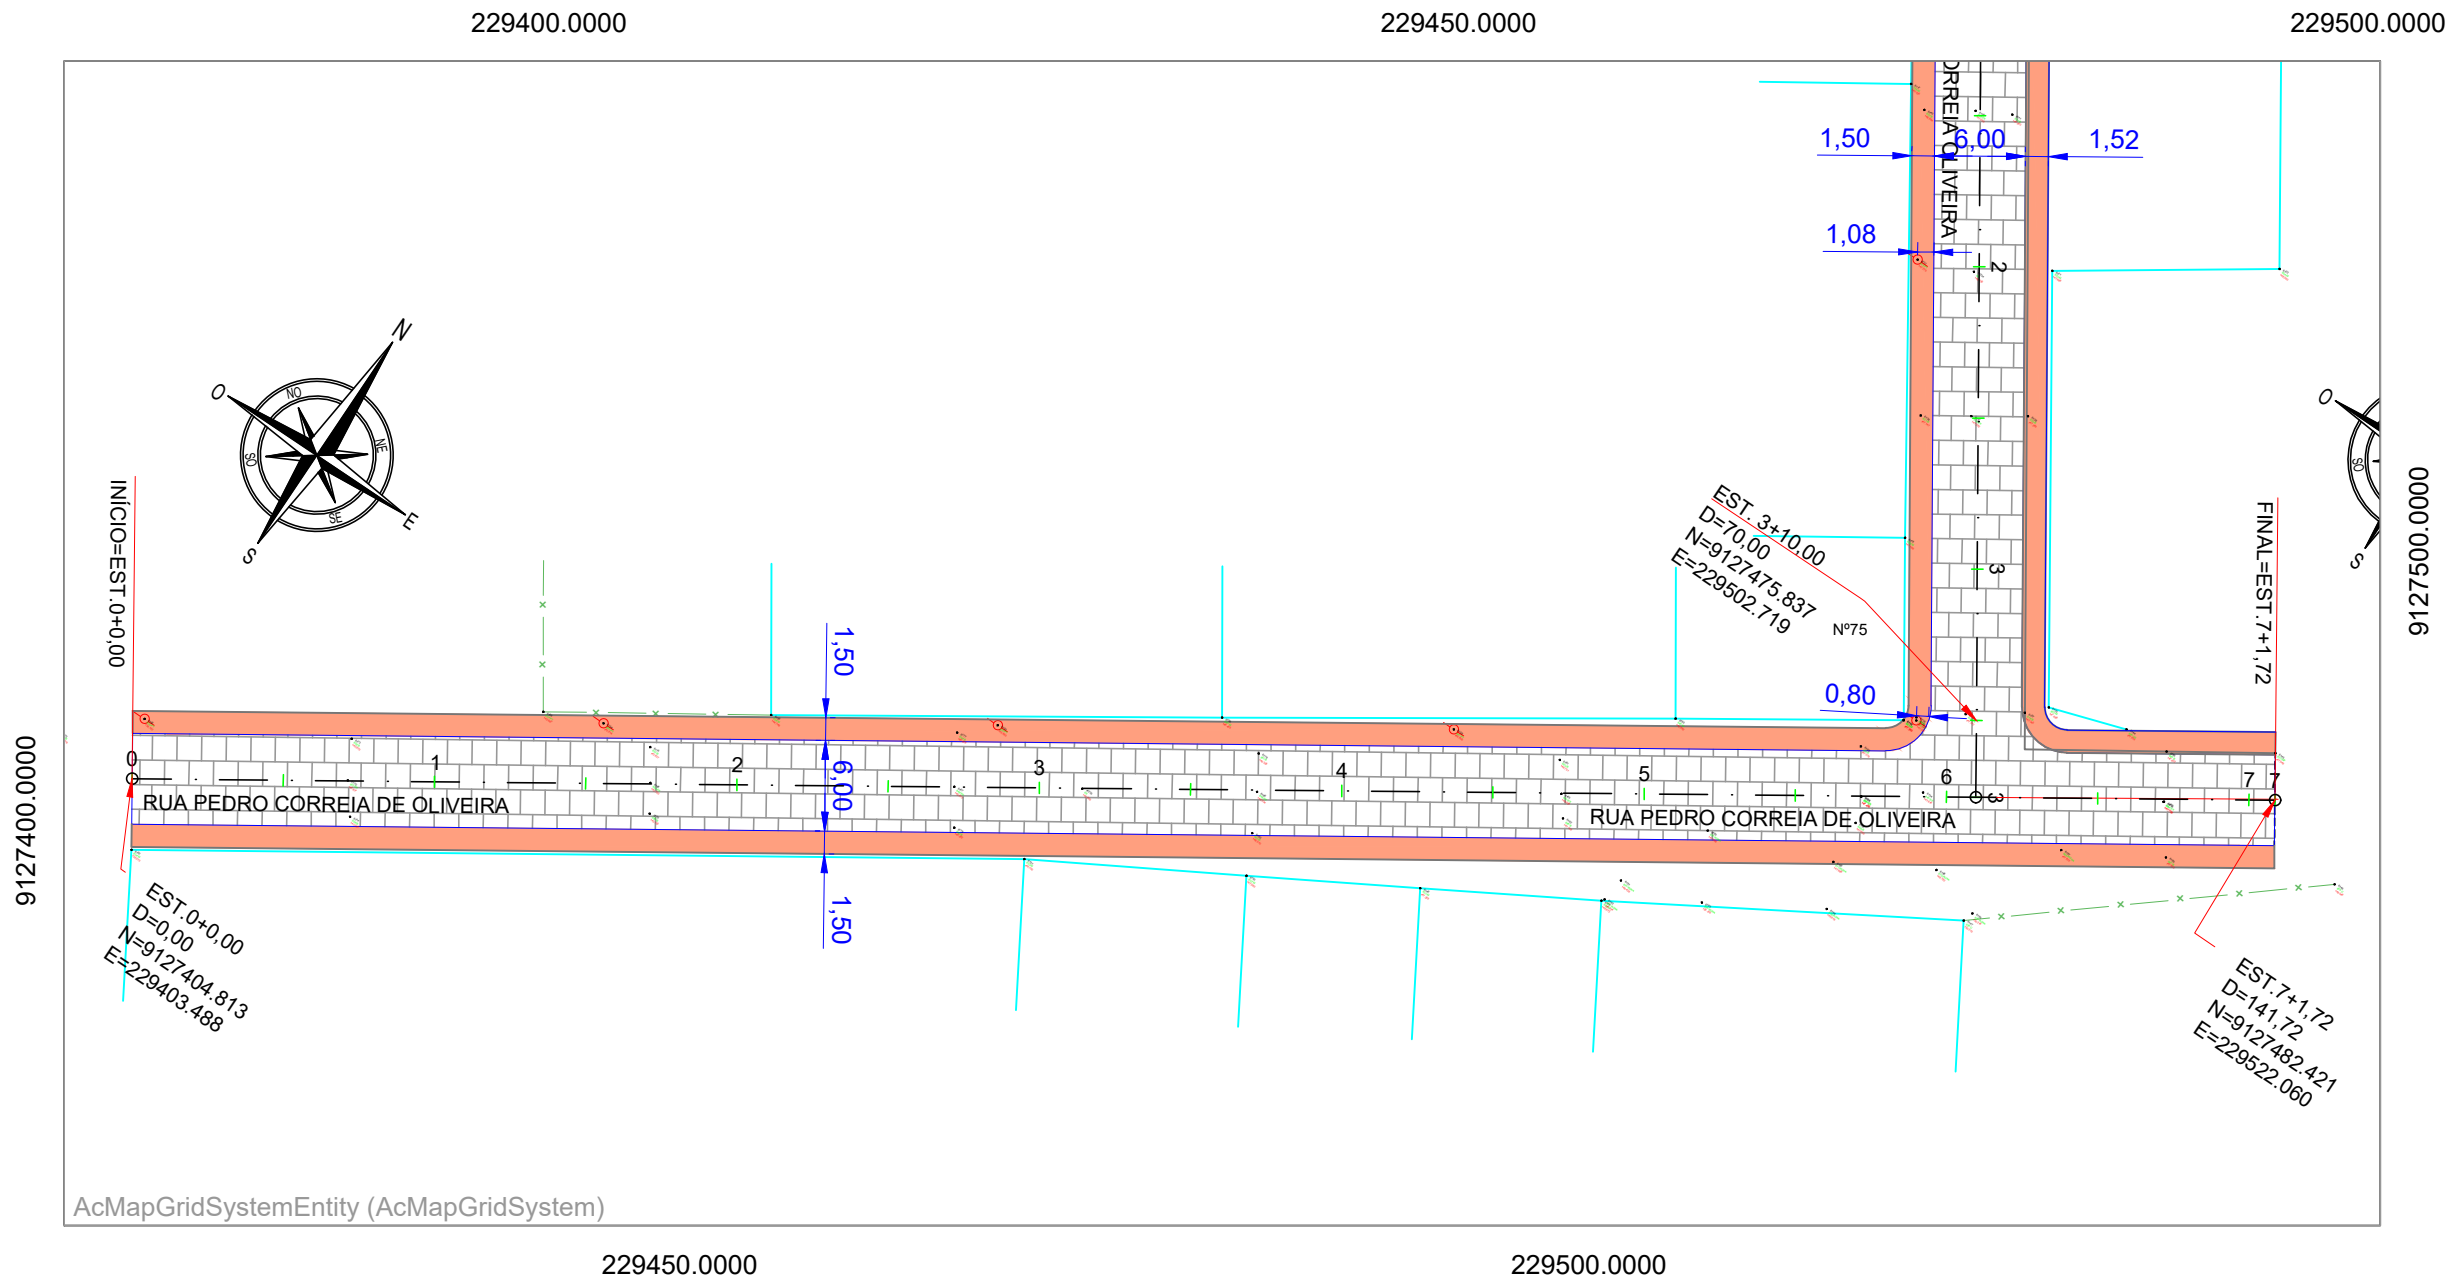 229400.0000
229450.0000
229500.0000
ORREIA OLIVEIRA
1,50
6,00
1,52
1,08
2
N
NO
O
NE
SO
SE
E
S
O
SO
S
INÍCIO=EST.0+0,00
EST. 3+10,00
D=70,00
N=9127475.837
E=229502.719
Nº75
3
FINAL=EST.7+1,72
9127500.0000
1,50
0,80
9127400.0000
0
1
2
3
4
5
6
7
7
6,00
3
RUA PEDRO CORREIA DE OLIVEIRA
RUA PEDRO CORREIA DE OLIVEIRA
1,50
EST.0+0,00
D=0,00
N=9127404.813
E=229403.488
EST.7+1,72
D=141,72
N=9127482.421
E=229522.060
AcMapGridSystemEntity (AcMapGridSystem)
229450.0000
229500.0000